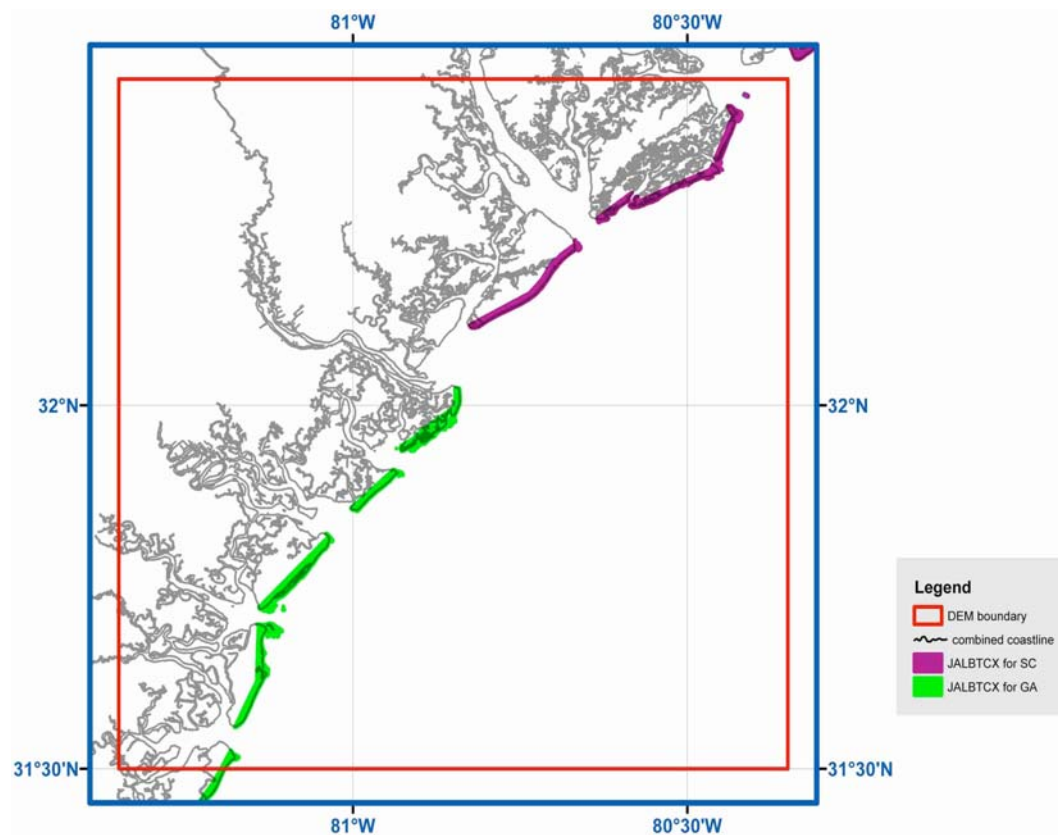 81°W 80°30'W
32°N 32°N
31°30'N 31°30'N
81°W 80°30'W
Legend
DEM boundary
combined coastline
JALBTCX for SC
JALBTCX for GA